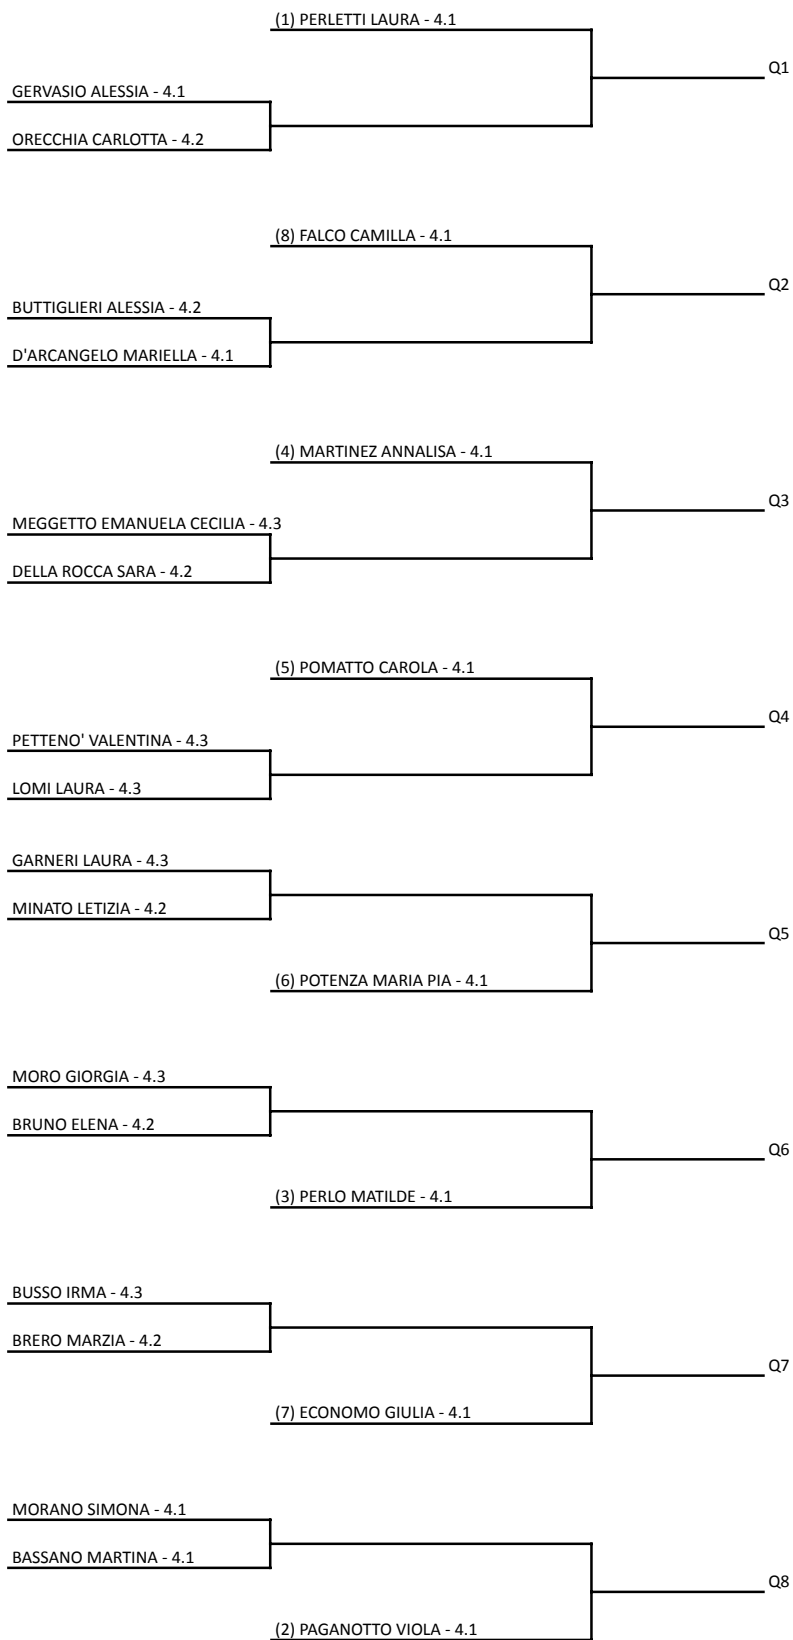 (1) PERLETTI LAURA - 4.1
Q1
GERVASIO ALESSIA - 4.1
ORECCHIA CARLOTTA - 4.2
(8) FALCO CAMILLA - 4.1
Q2
BUTTIGLIERI ALESSIA - 4.2
D'ARCANGELO MARIELLA - 4.1
(4) MARTINEZ ANNALISA - 4.1
Q3
MEGGETTO EMANUELA CECILIA - 4.3
DELLA ROCCA SARA - 4.2
(5) POMATTO CAROLA - 4.1
Q4
PETTENO' VALENTINA - 4.3
LOMI LAURA - 4.3
GARNERI LAURA - 4.3
MINATO LETIZIA - 4.2
Q5
(6) POTENZA MARIA PIA - 4.1
MORO GIORGIA - 4.3
BRUNO ELENA - 4.2
Q6
(3) PERLO MATILDE - 4.1
BUSSO IRMA - 4.3
BRERO MARZIA - 4.2
Q7
(7) ECONOMO GIULIA - 4.1
MORANO SIMONA - 4.1
BASSANO MARTINA - 4.1
Q8
(2) PAGANOTTO VIOLA - 4.1